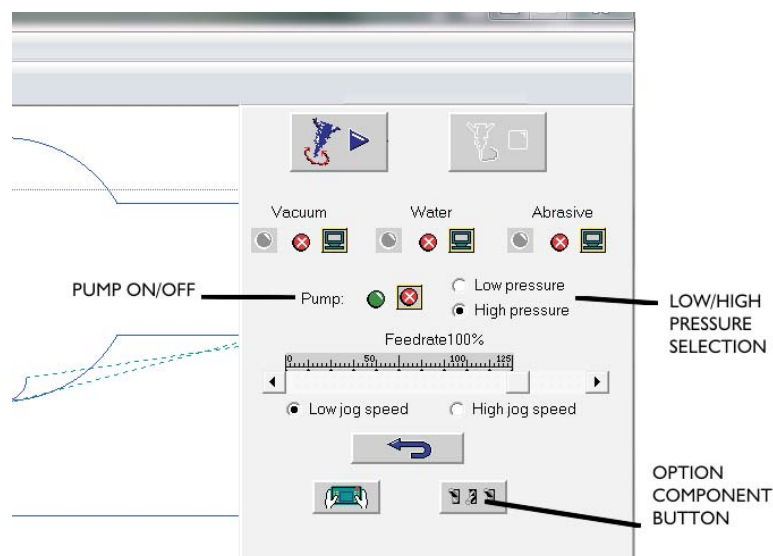 Vacuum Water Abrasive
PUMP ON/OFF
Pump:
Low pressure
High pressure
LOW/HIGH
PRESSURE
SELECTION
Feedrate100%
0 50 100 125
Low jog speed High jog speed
OPTION
COMPONENT
BUTTON